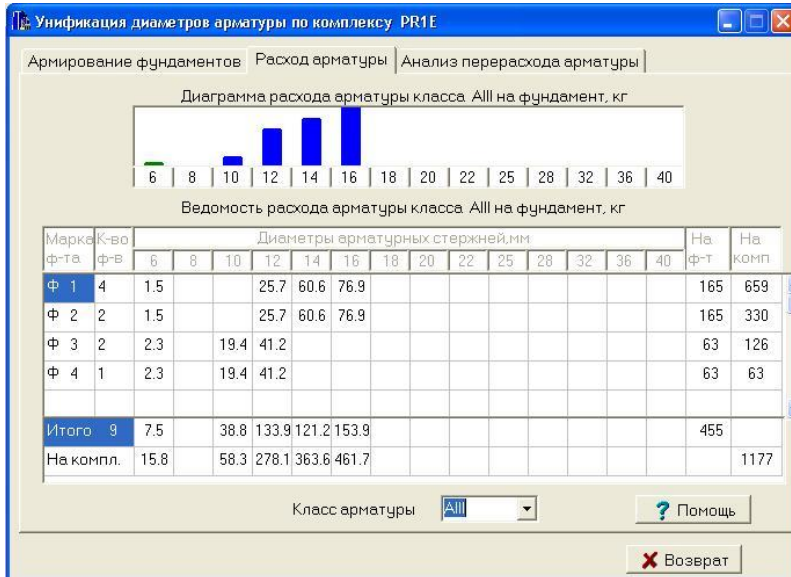 Унификация диаметров арматуры по комплексу PR1E
Армирование фундаментов Расход арматуры Анализ перерасхода арматуры
Диаграмма расхода арматуры класса AIII на фундамент, кг
6 8 10 12 14 16 18 20 22 25 28 32 36 40
Ведомость расхода арматуры класса AIII на фундамент, кг
Марка К-во Диаметры арматурных стержней,мм На На
ф-та ф-в 6 8 10 12 14 16 18 20 22 25 28 32 36 40 ф-т комп
Ф 1 4 1.5 25.7 60.6 76.9 165 659
Ф 2 2 1.5 25.7 60.6 76.9 165 330
Ф 3 2 2.3 19.4 41.2 63 126
Ф 4 1 2.3 19.4 41.2 63 63
Итого 9 7.5 38.8 133.9 121.2 153.9 455
На компл. 15.8 58.3 278.1 363.6 461.7 1177
Класс арматуры AIII ? Помощь
Возврат